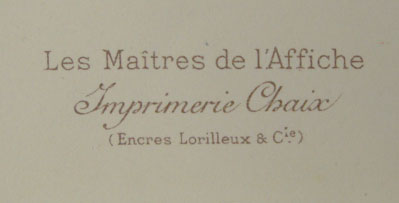 Les Maîtres de l'Affiche
Imprimerie Chaix
(Encres Lorilleux & Cie.)